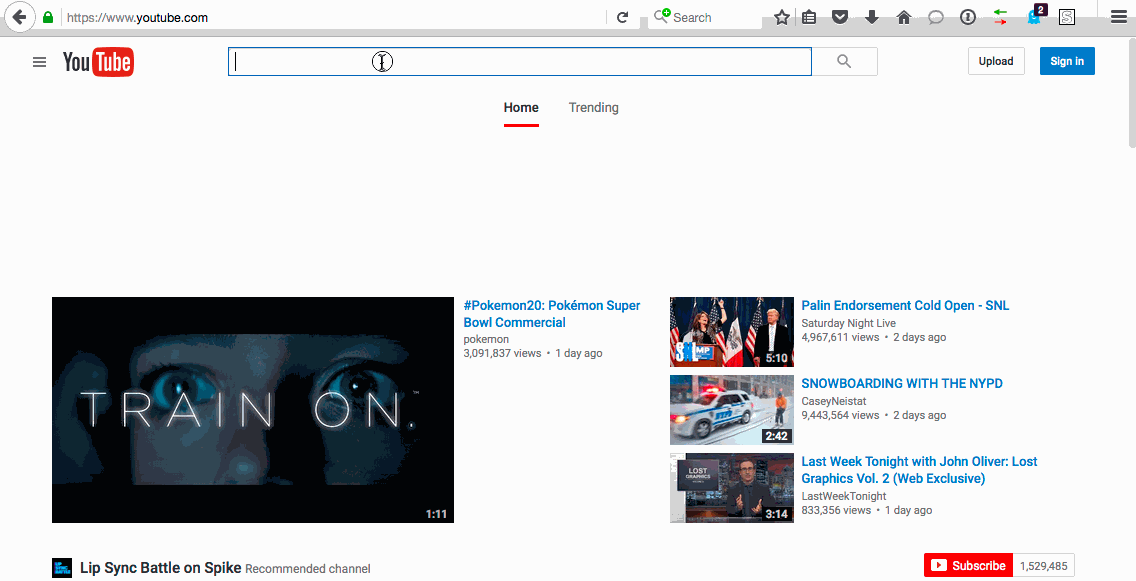 https://www.youtube.com
Search
2
YouTube
Upload
Sign in
Home
Trending
TRAIN ON.™
1:11
#Pokemon20: Pokémon Super
Bowl Commercial
pokemon
3,091,837 views • 1 day ago
5:10
Palin Endorsement Cold Open - SNL
Saturday Night Live
4,967,611 views • 2 days ago
2:42
SNOWBOARDING WITH THE NYPD
CaseyNeistat
9,443,564 views • 2 days ago
LOST
GRAPHICS
3:14
Last Week Tonight with John Oliver: Lost
Graphics Vol. 2 (Web Exclusive)
LastWeekTonight
833,356 views • 1 day ago
LIP
SYNC
BATTLE
Lip Sync Battle on Spike Recommended channel
Subscribe 1,529,485